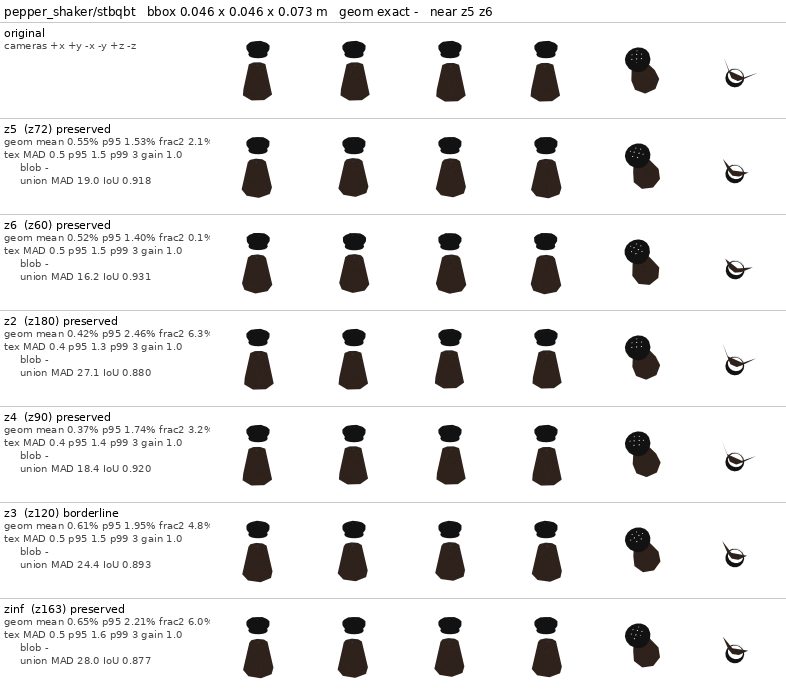 pepper_shaker/stbqbt bbox 0.046 x 0.046 x 0.073 m geom exact - near z5 z6
original
cameras +x +y -x -y +z -z
z5 (z72) preserved
geom mean 0.55% p95 1.53% frac2 2.1%
tex MAD 0.5 p95 1.5 p99 3 gain 1.0
blob -
union MAD 19.0 IoU 0.918
z6 (z60) preserved
geom mean 0.52% p95 1.40% frac2 0.1%
tex MAD 0.5 p95 1.5 p99 3 gain 1.0
blob -
union MAD 16.2 IoU 0.931
z2 (z180) preserved
geom mean 0.42% p95 2.46% frac2 6.3%
tex MAD 0.4 p95 1.3 p99 3 gain 1.0
blob -
union MAD 27.1 IoU 0.880
z4 (z90) preserved
geom mean 0.37% p95 1.74% frac2 3.2%
tex MAD 0.4 p95 1.4 p99 3 gain 1.0
blob -
union MAD 18.4 IoU 0.920
z3 (z120) borderline
geom mean 0.61% p95 1.95% frac2 4.8%
tex MAD 0.5 p95 1.5 p99 3 gain 1.0
blob -
union MAD 24.4 IoU 0.893
zinf (z163) preserved
geom mean 0.65% p95 2.21% frac2 6.0%
tex MAD 0.5 p95 1.6 p99 3 gain 1.0
blob -
union MAD 28.0 IoU 0.877